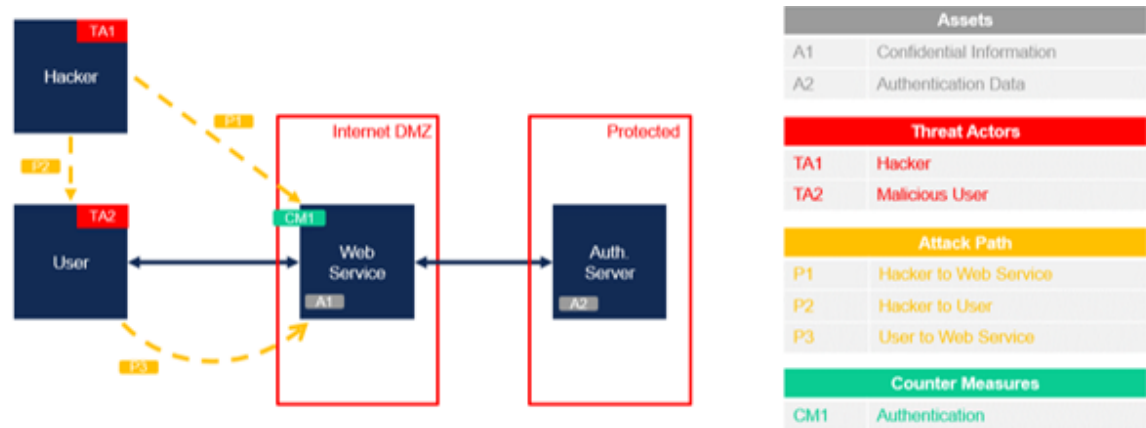 TA1
Hacker
P1
P2
Internet DMZ
Protected
TA2
CM1
User
Web
Service
Auth.
Server
A1
A2
P3
Assets
A1 Confidential Information
A2 Authentication Data
Threat Actors
TA1 Hacker
TA2 Malicious User
Attack Path
P1 Hacker to Web Service
P2 Hacker to User
P3 User to Web Service
Counter Measures
CM1 Authentication